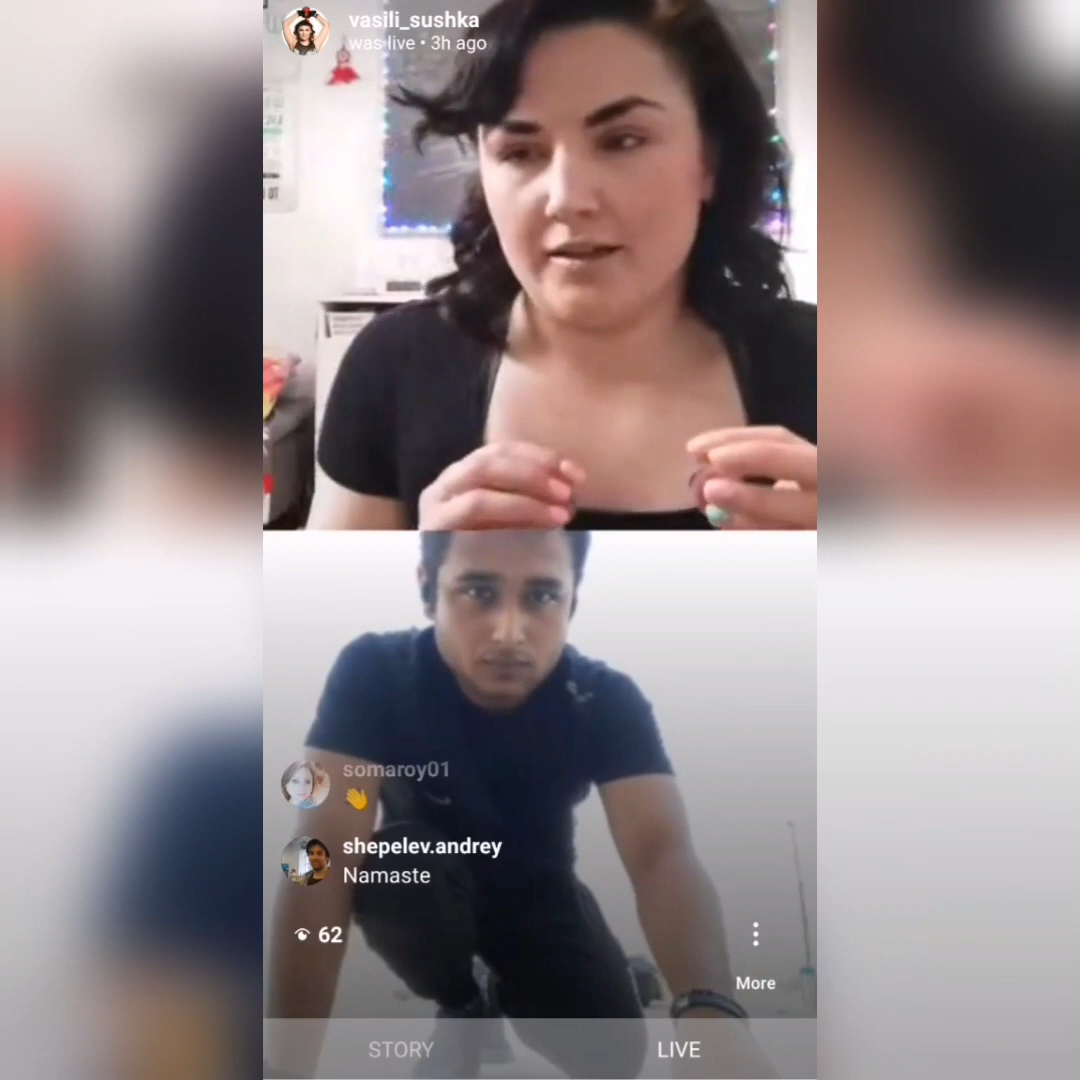 vasili_sushka
was live • 3h ago
somaroy01
👋
shepelev.andrey
Namaste
62
More
STORY
LIVE